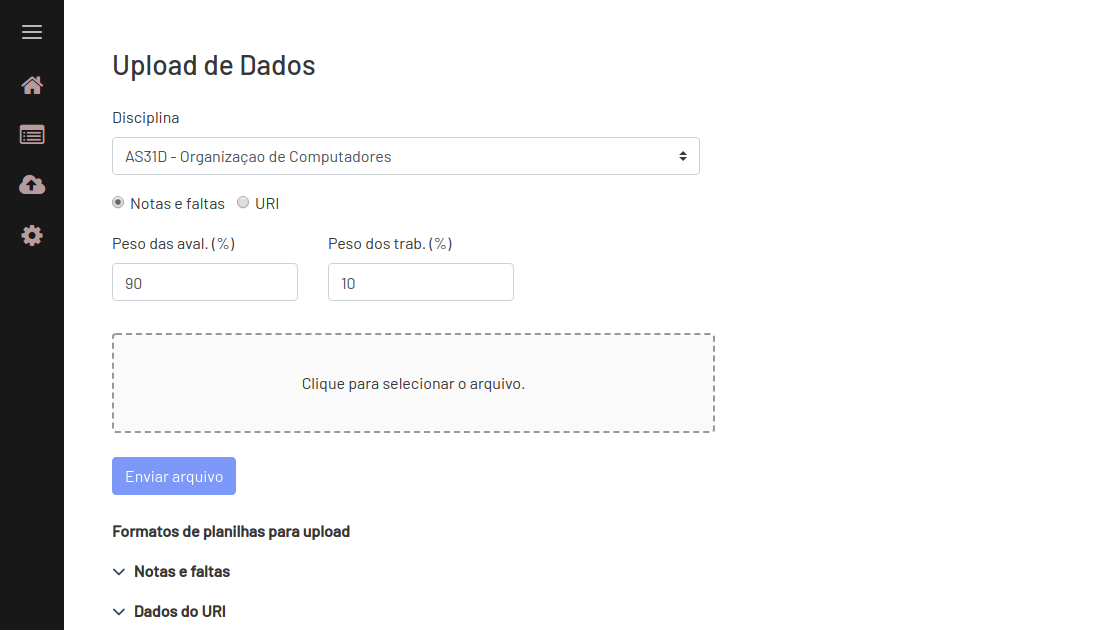 Upload de Dados
Disciplina
AS31D - Organizaçao de Computadores
Notas e faltas URI
Peso das aval. (%) Peso dos trab. (%)
90 10
Clique para selecionar o arquivo.
Enviar arquivo
Formatos de planilhas para upload
Notas e faltas
Dados do URI